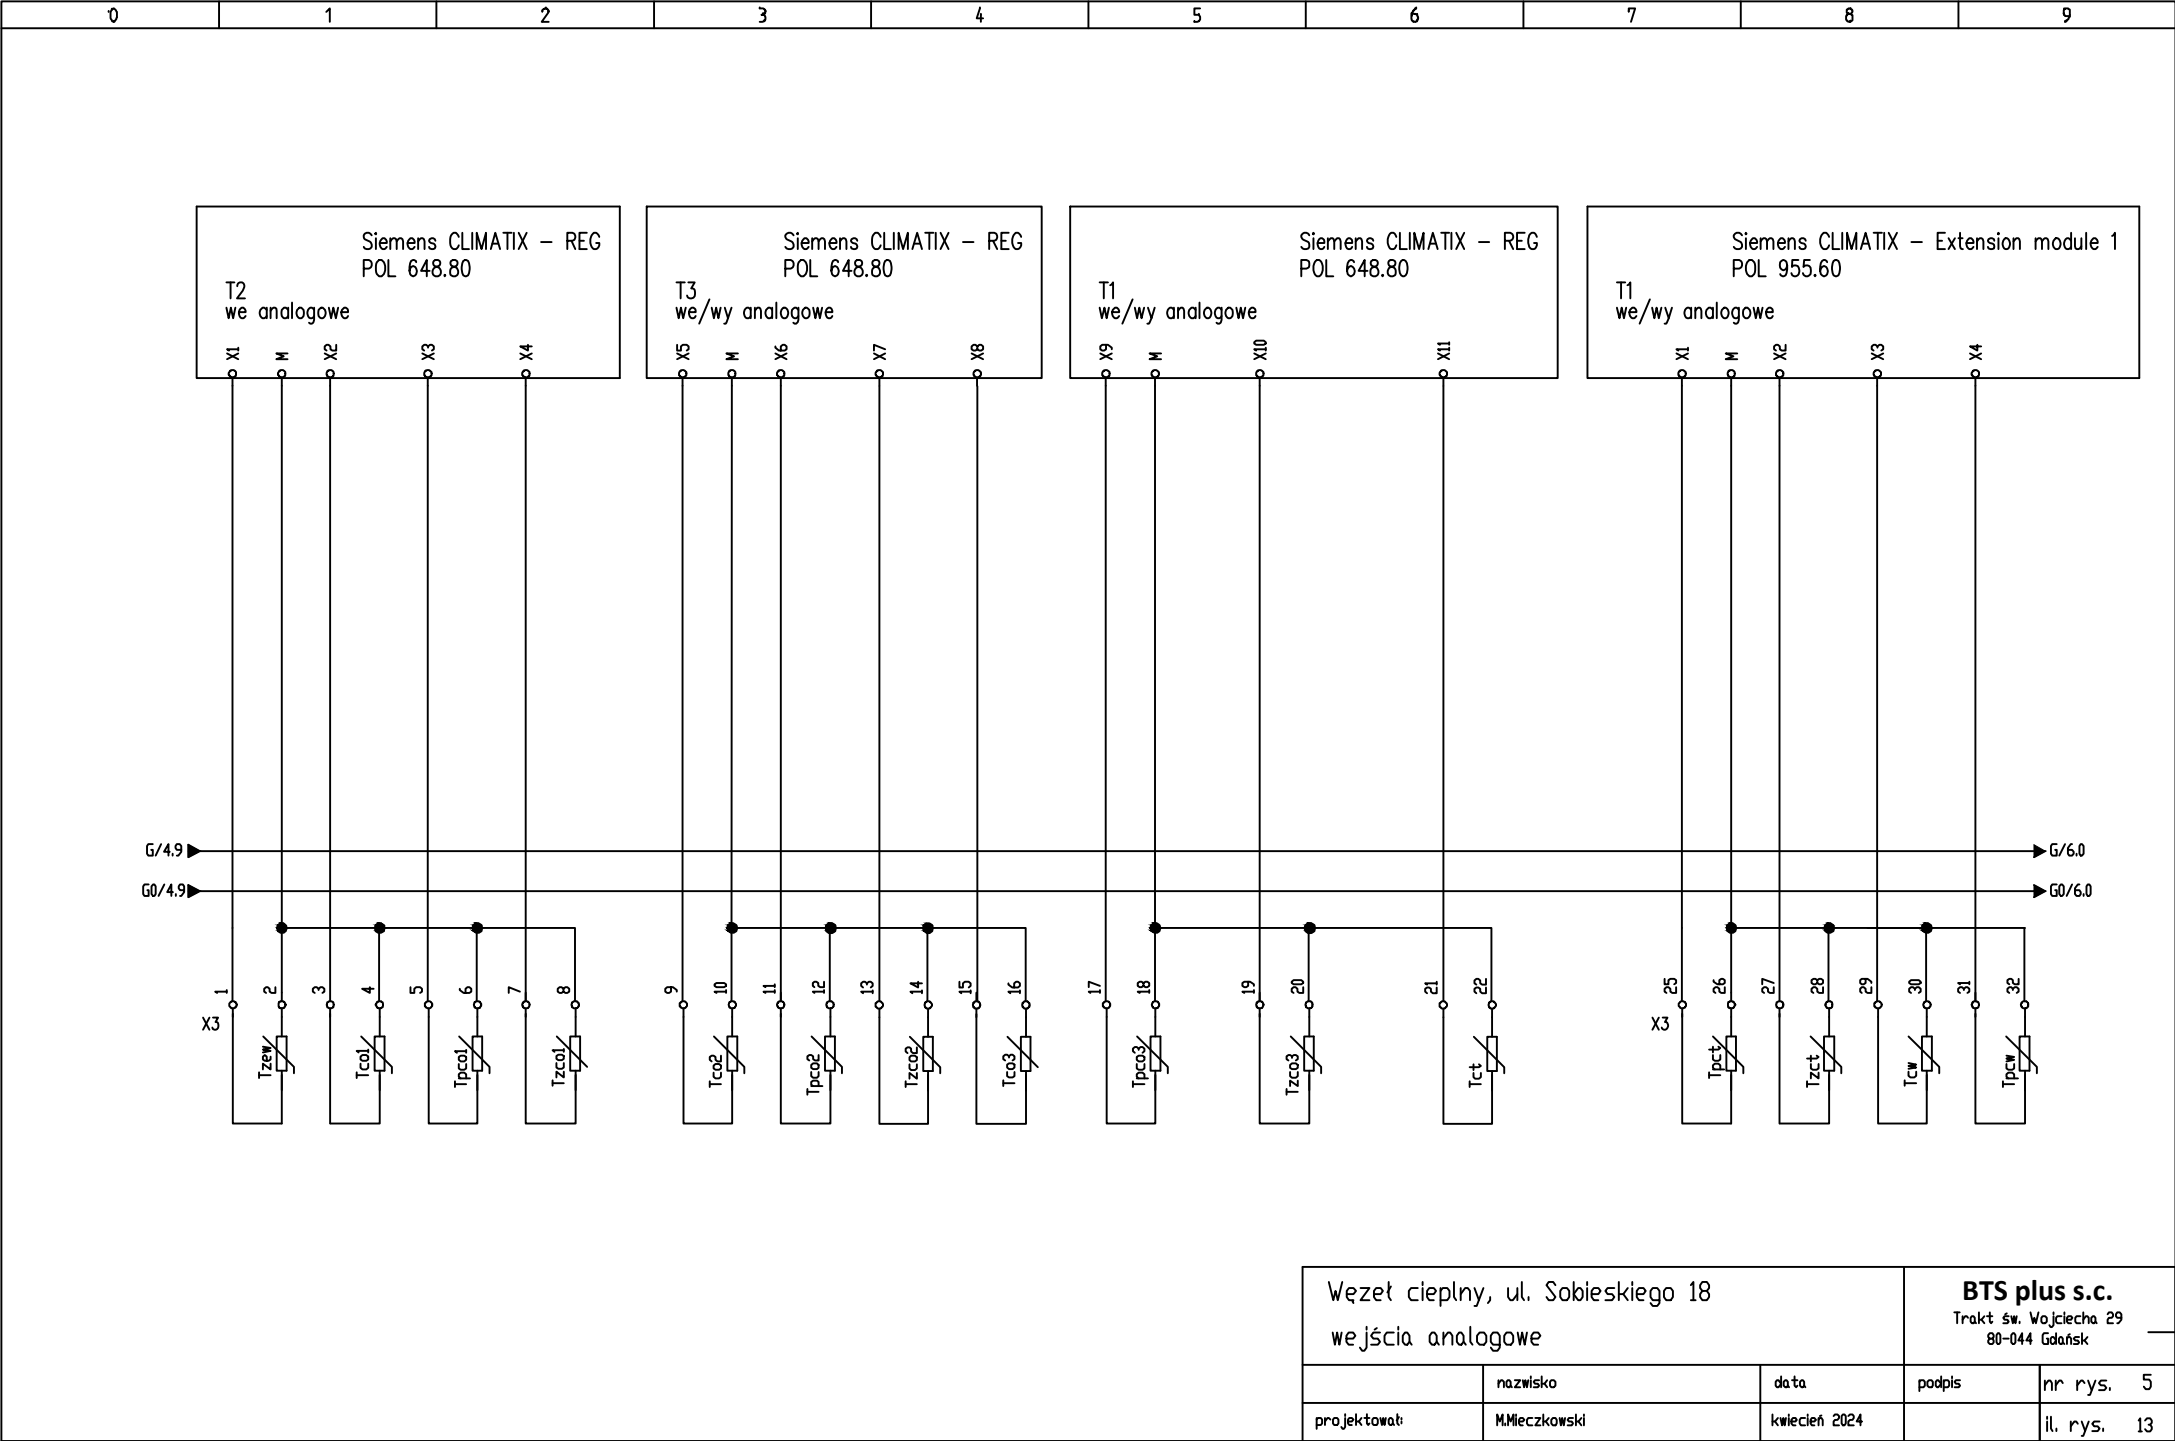 0 1 2 3 4 5 6 7 8 9
Siemens CLIMATIX - REG
POL 648.80
T2
we analogowe
X1 M X2 X3 X4
Siemens CLIMATIX - REG
POL 648.80
T3
we/wy analogowe
X5 M X6 X7 X8
Siemens CLIMATIX - REG
POL 648.80
T1
we/wy analogowe
X9 M X10 X11
Siemens CLIMATIX - Extension module 1
POL 955.60
T1
we/wy analogowe
X1 M X2 X3 X4
G/4.9
G/6.0
G0/4.9
G0/6.0
1 2 3 4 5 6 7 8 9 10 11 12 13 14 15 16 17 18 19 20 21 22 25 26 27 28 29 30 31 32
X3
X3
Tzew Tco1 Tpco1 Tzco1 Tco2 Tpco2 Tzco2 Tco3 Tpco3 Tzco3 Tct Tpct Tzct Tcw Tpcw
Węzeł cieplny, ul. Sobieskiego 18
wejścia analogowe
BTS plus s.c.
Trakt św. Wojciecha 29
80-044 Gdańsk
nazwisko data podpis nr rys. 5
projektował: M.Mieczkowski kwiecień 2024 il. rys. 13